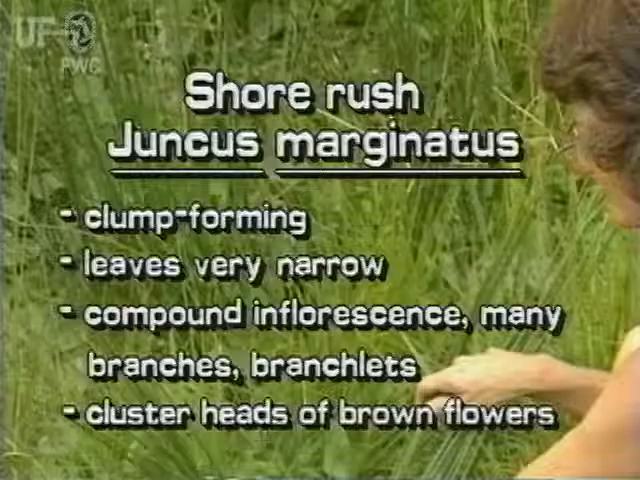 UF
PWC
Shore rush
Juncus marginatus
- clump-forming
- leaves very narrow
- compound inflorescence, many
branches, branchlets
- cluster heads of brown flowers